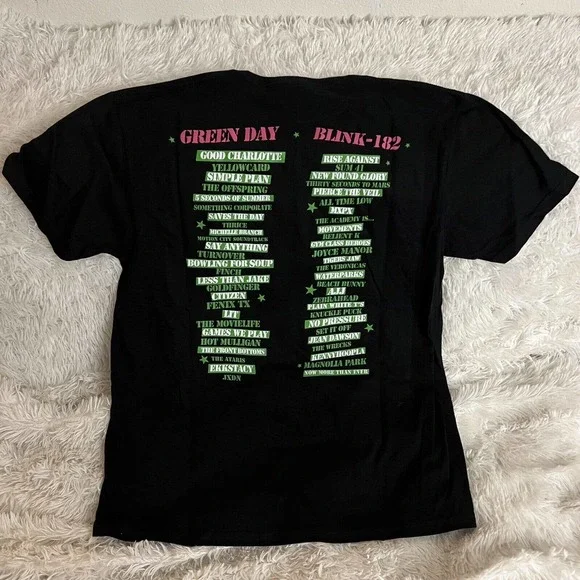 GREEN DAY
GOOD CHARLOTTE
YELLOWCARD
SIMPLE PLAN
THE OFFSPRING
5 SECONDS OF SUMMER
SOMETHING CORPORATE
SAVES THE DAY
THRICE
MICHELLE BRANCH
MOTION CITY SOUNDTRACK
SAY ANYTHING
TURNOVER
BOWLING FOR SOUP
FINCH
LESS THAN JAKE
GOLDFINGER
CITIZEN
FENIX TX
LIT
THE MOVIELIFE
GAMES WE PLAY
HOT MULLIGAN
THE FRONT BOTTOMS
THE ATARIS
EKKSTACY
JXDN
BLINK-182
RISE AGAINST
SUM 41
NEW FOUND GLORY
THIRTY SECONDS TO MARS
PIERCE THE VEIL
ALL TIME LOW
MXPX
THE ACADEMY IS...
MOVEMENTS
RELIENT K
GYM CLASS HEROES
JOYCE MANOR
TIGERS JAW
THE VERONICAS
WATERPARKS
BEACH BUNNY
AJJ
ZEBRAHEAD
PLAIN WHITE T'S
KNUCKLE PUCK
NO PRESSURE
SET IT OFF
JEAN DAWSON
THE WRECKS
KENNYHOOPLA
MAGNOLIA PARK
NOW MORE THAN EVER